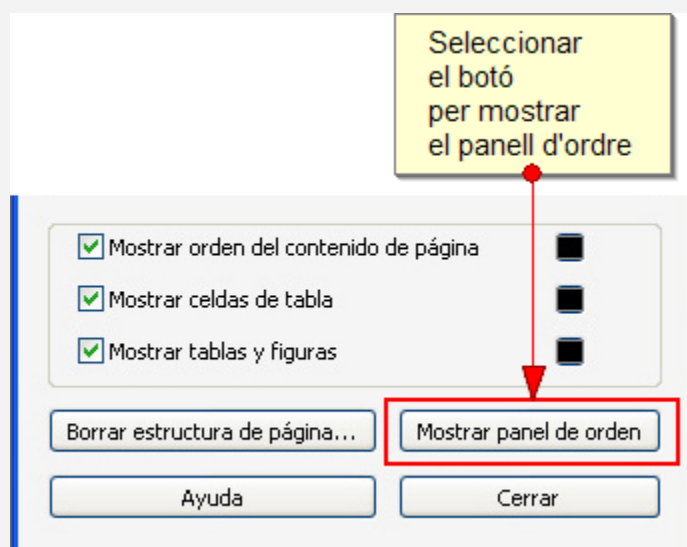 Seleccionar
el botó
per mostrar
el panell d'ordre
Mostrar orden del contenido de página
Mostrar celdas de tabla
Mostrar tablas y figuras
Borrar estructura de página...
Mostrar panel de orden
Ayuda
Cerrar